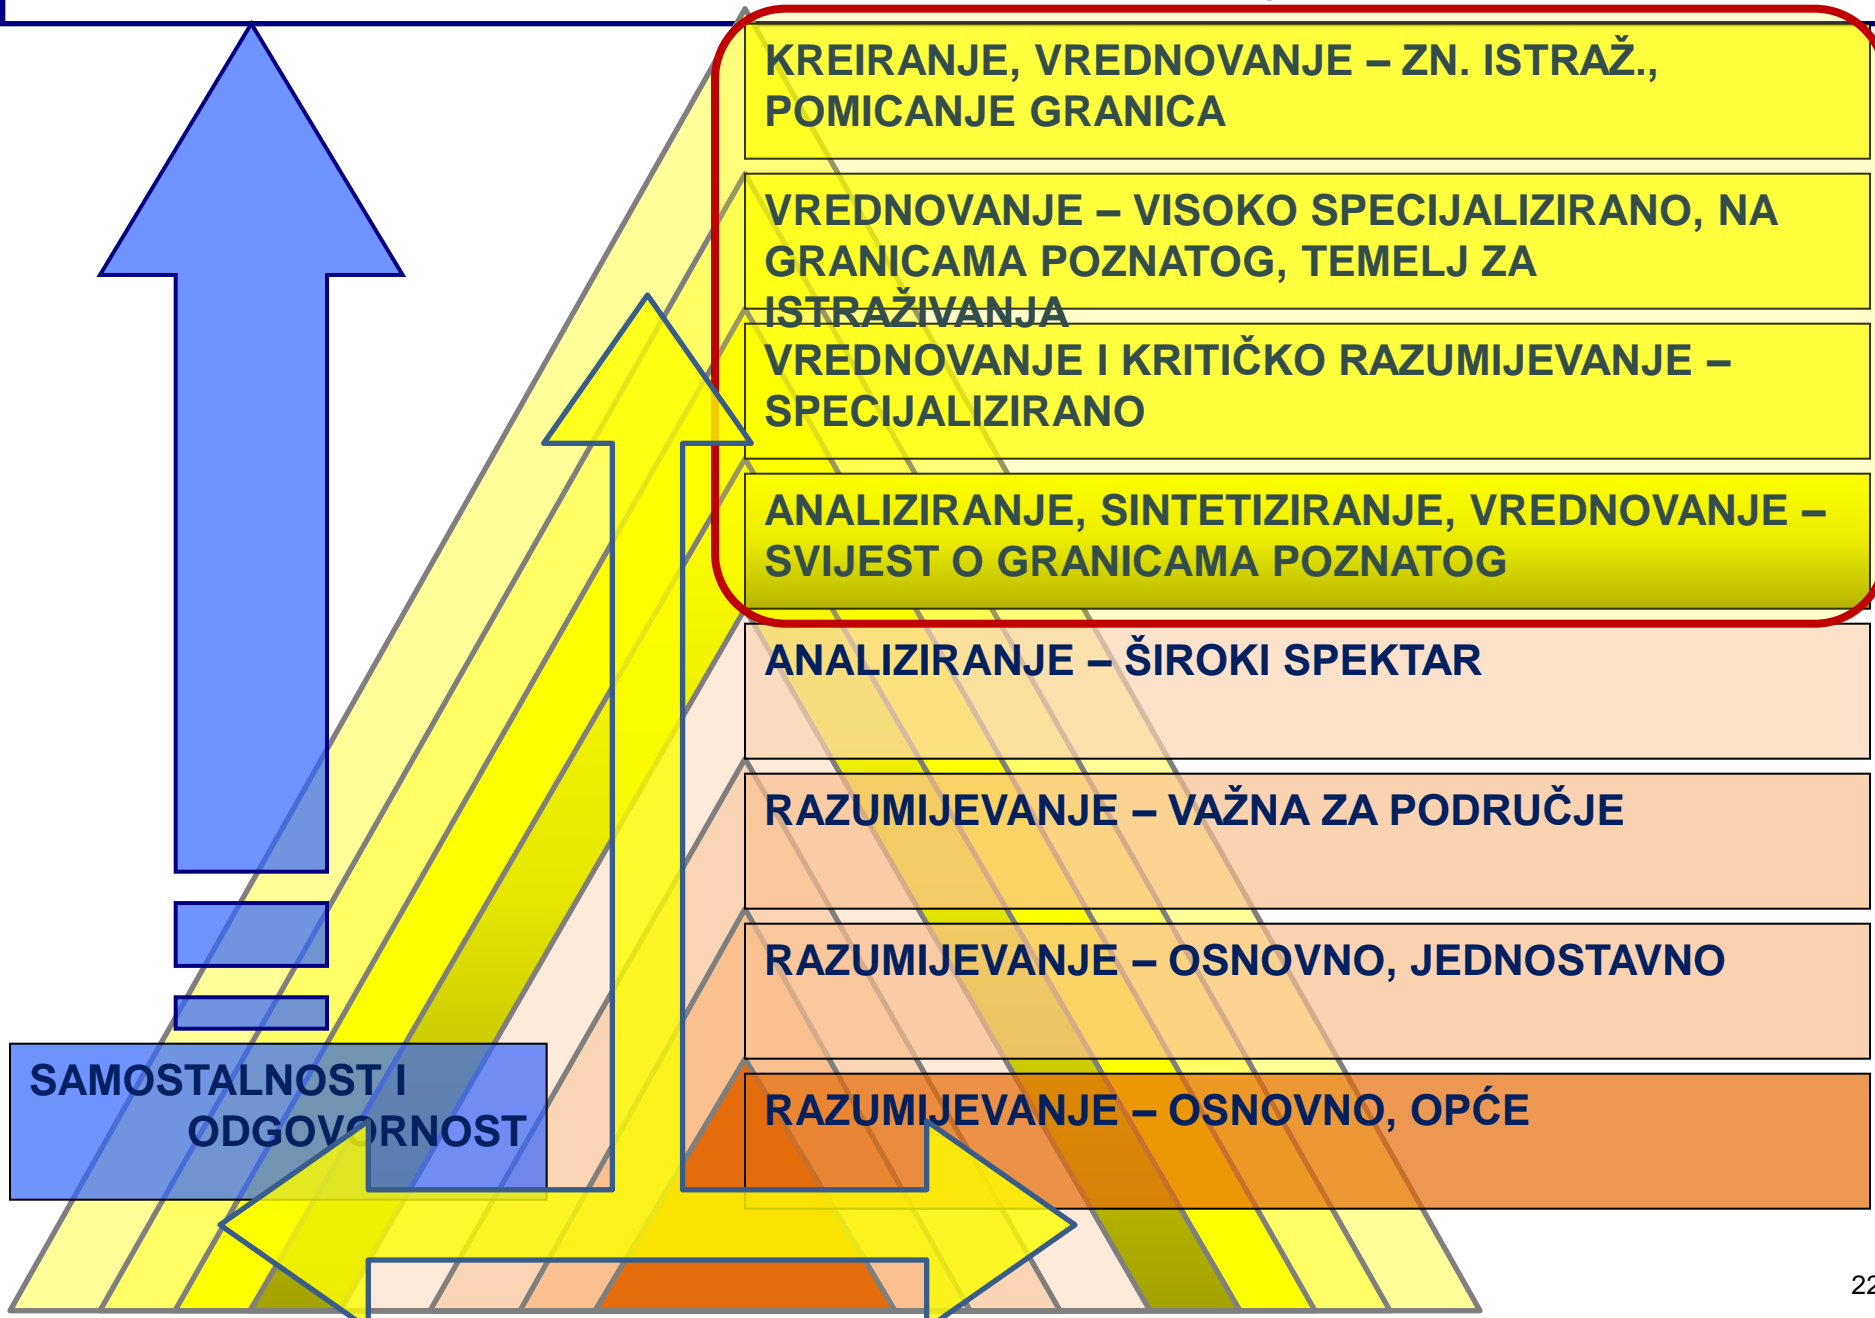 KREIRANJE, VREDNOVANJE – ZN. ISTRAŽ.,
POMICANJE GRANICA
VREDNOVANJE – VISOKO SPECIJALIZIRANO, NA
GRANICAMA POZNATOG, TEMELJ ZA
ISTRAŽIVANJA
VREDNOVANJE I KRITIČKO RAZUMIJEVANJE –
SPECIJALIZIRANO
ANALIZIRANJE, SINTETIZIRANJE, VREDNOVANJE –
SVIJEST O GRANICAMA POZNATOG
ANALIZIRANJE – ŠIROKI SPEKTAR
RAZUMIJEVANJE – VAŽNA ZA PODRUČJE
RAZUMIJEVANJE – OSNOVNO, JEDNOSTAVNO
SAMOSTALNOST I
ODGOVORNOST
RAZUMIJEVANJE – OSNOVNO, OPĆE
22